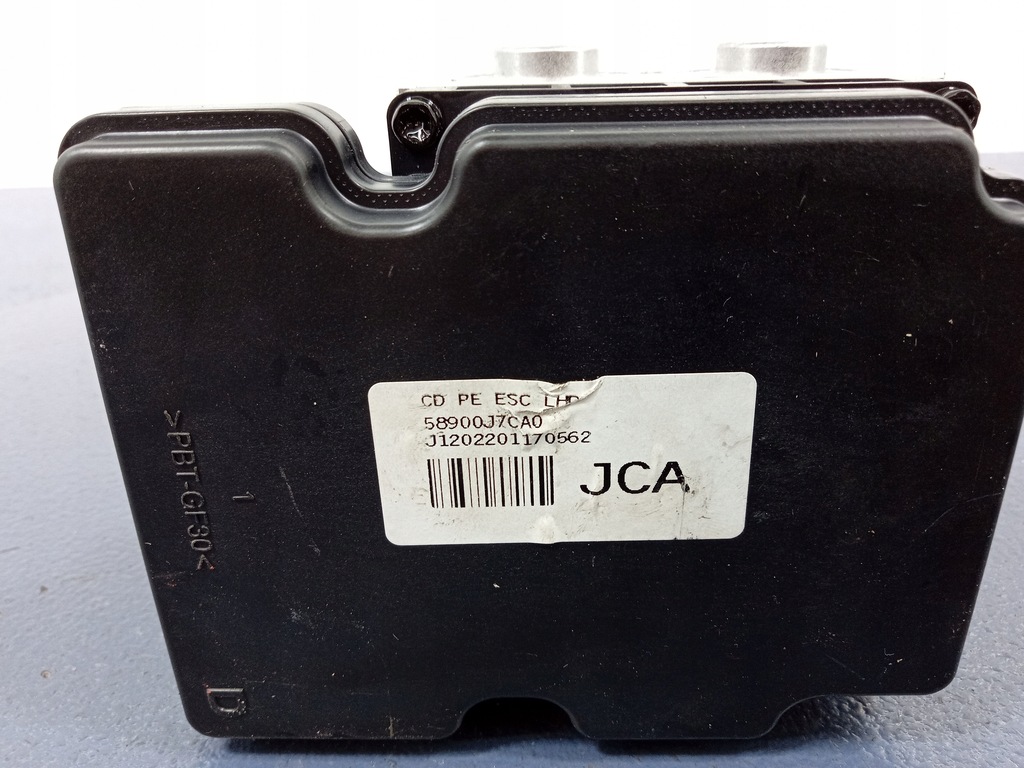 CD PE ESC LHD
58900J7CA0
J1202201170562
JCA
>PBT-GF30<
1
D